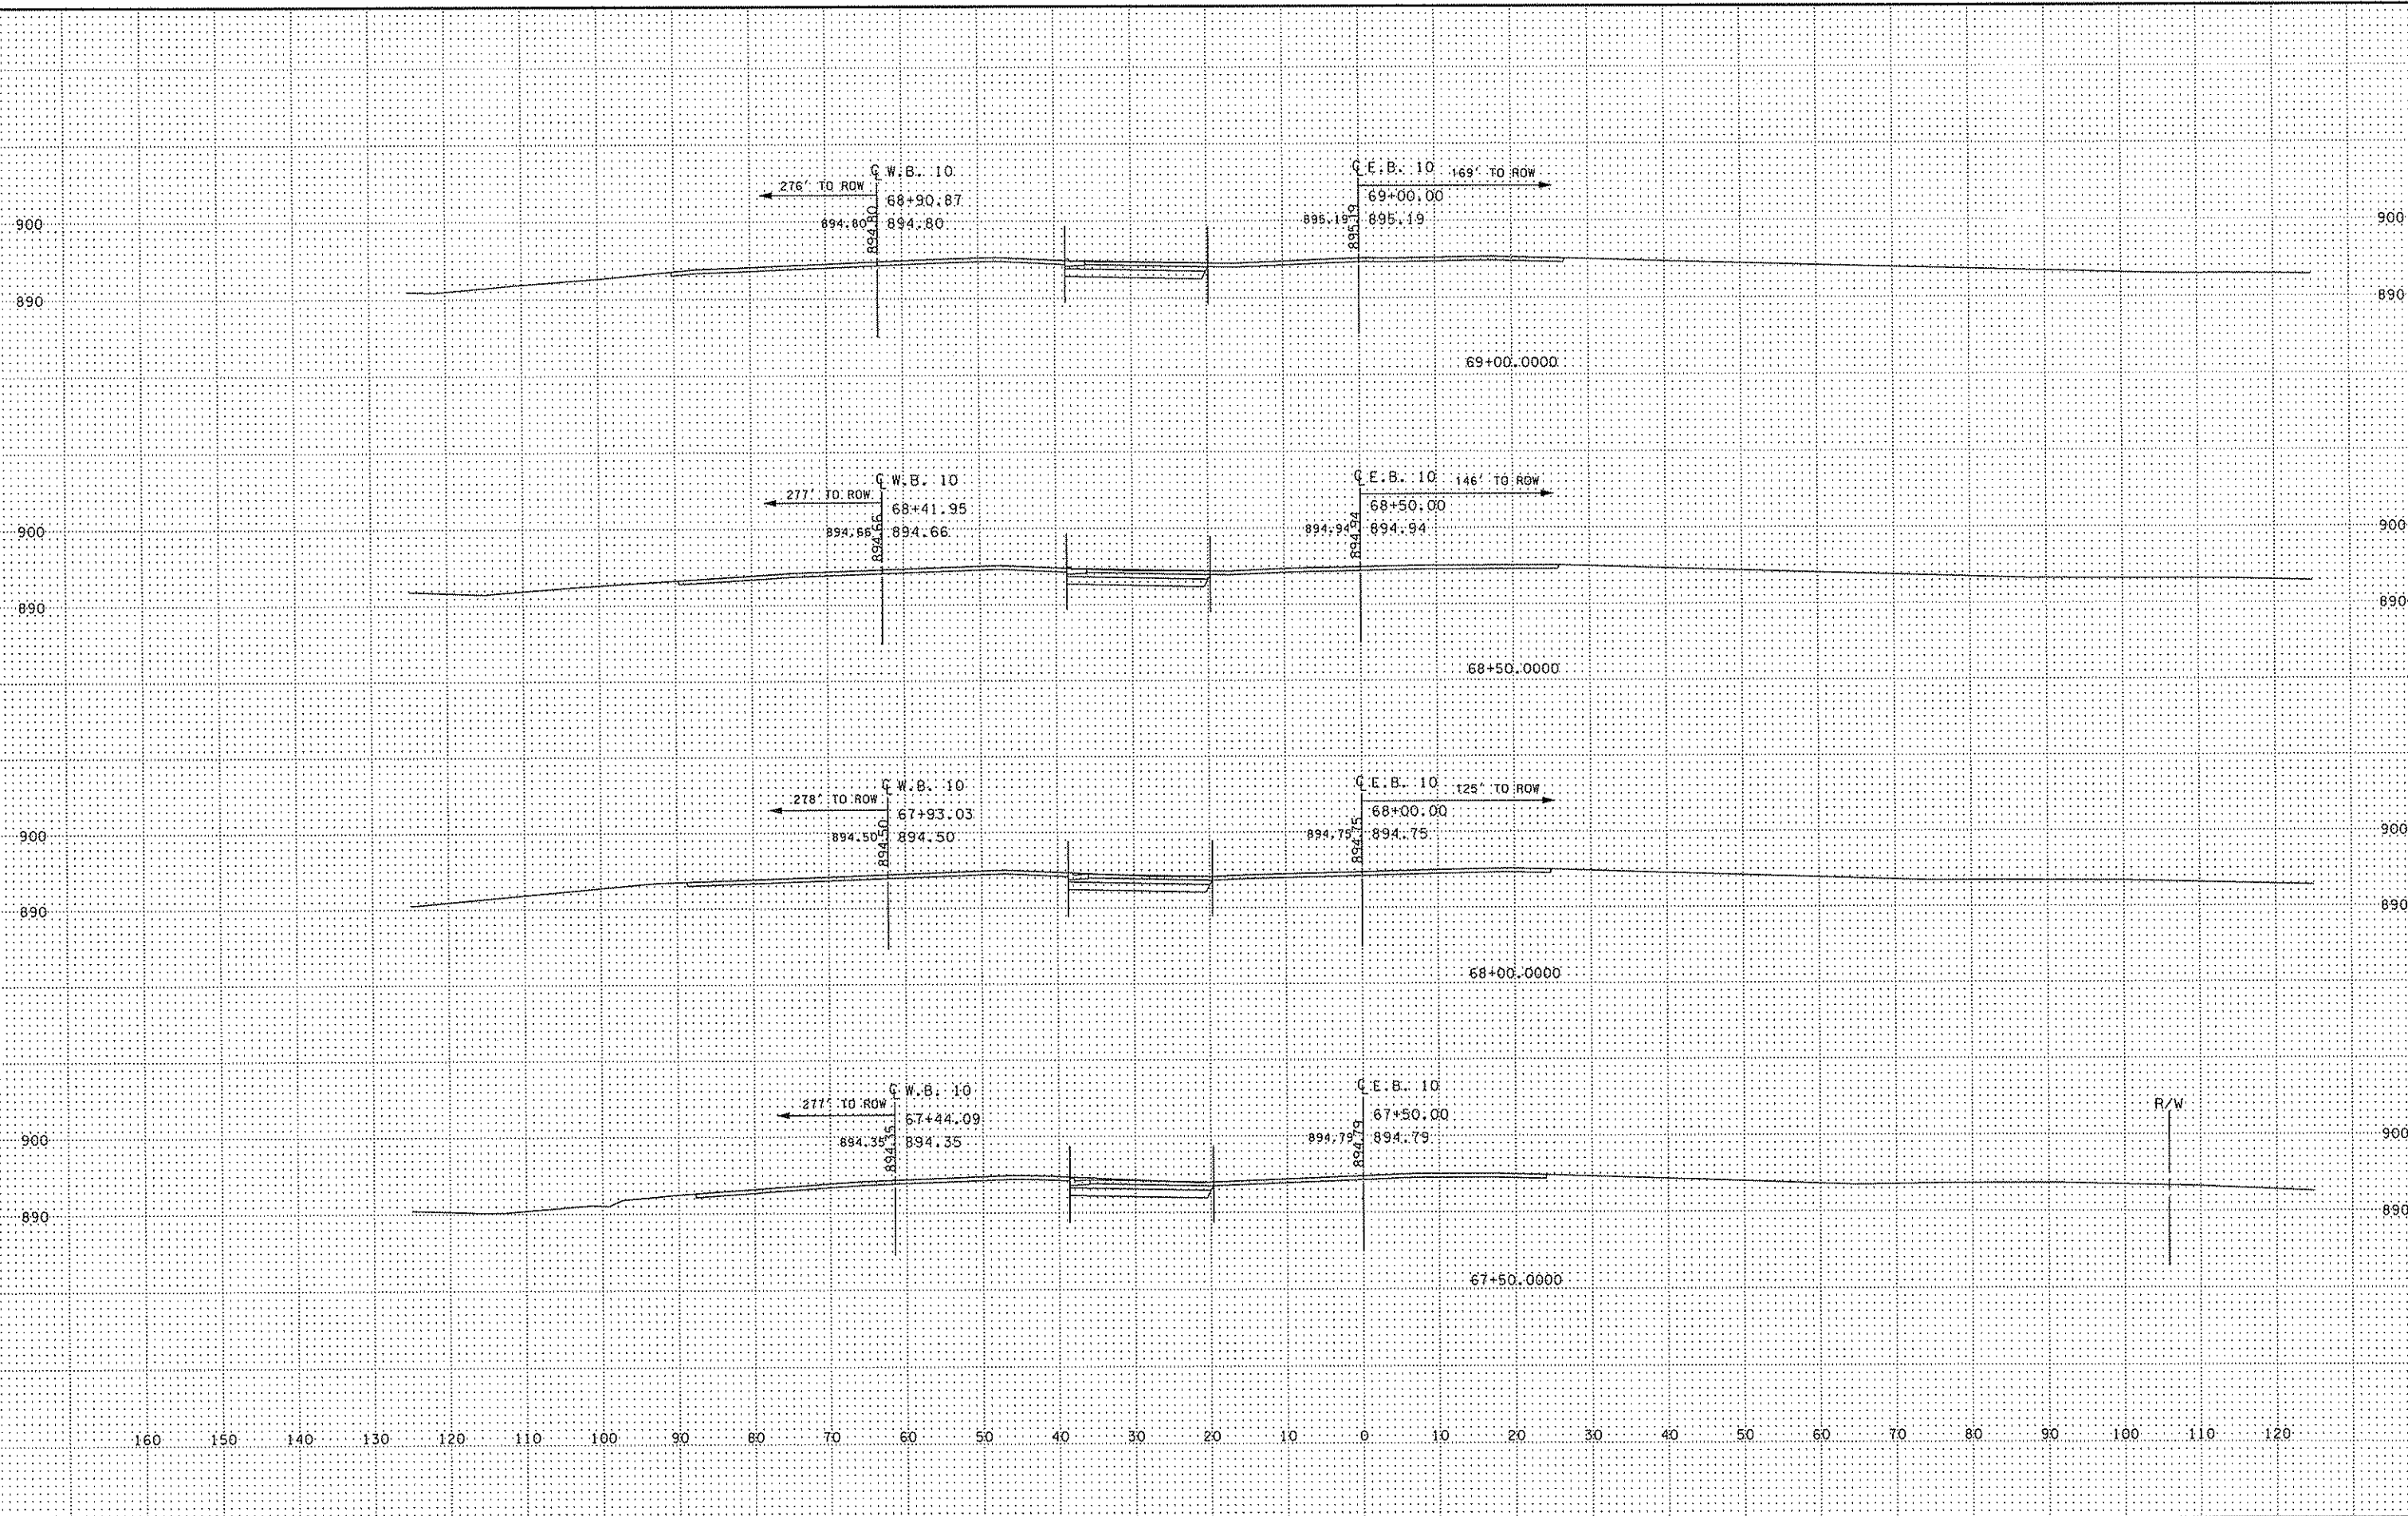 ℄ W.B. 10
276' TO ROW
68+90.87
894.80 894.80 894.80
℄ E.B. 10
169' TO ROW
69+00.00
895.19 895.19 895.19
900 900
890 890
69+00.0000
℄ W.B. 10
277' TO ROW
68+41.95
894.66 894.66 894.66
℄ E.B. 10
146' TO ROW
68+50.00
894.94 894.94 894.94
900 900
890 890
68+50.0000
℄ W.B. 10
278' TO ROW
67+93.03
894.50 894.50 894.50
℄ E.B. 10
125' TO ROW
68+00.00
894.75 894.75 894.75
900 900
890 890
68+00.0000
℄ W.B. 10
277' TO ROW
67+44.09
894.35 894.35 894.35
℄ E.B. 10
67+50.00
894.79 894.79 894.79
R/W
900 900
890 890
67+50.0000
160 150 140 130 120 110 100 90 80 70 60 50 40 30 20 10 0 10 20 30 40 50 60 70 80 90 100 110 120